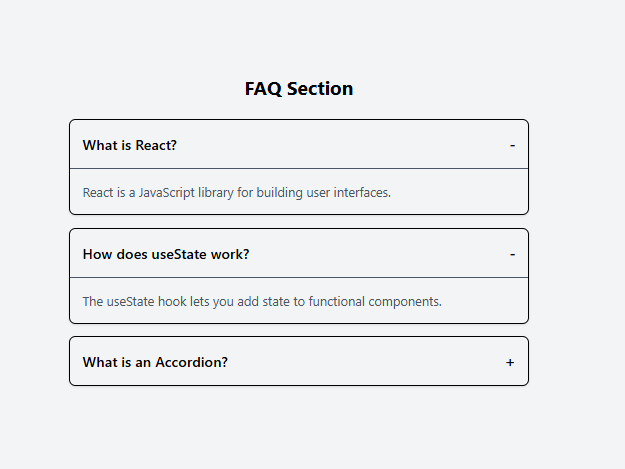 FAQ Section
What is React? -
React is a JavaScript library for building user interfaces.
How does useState work? -
The useState hook lets you add state to functional components.
What is an Accordion? +